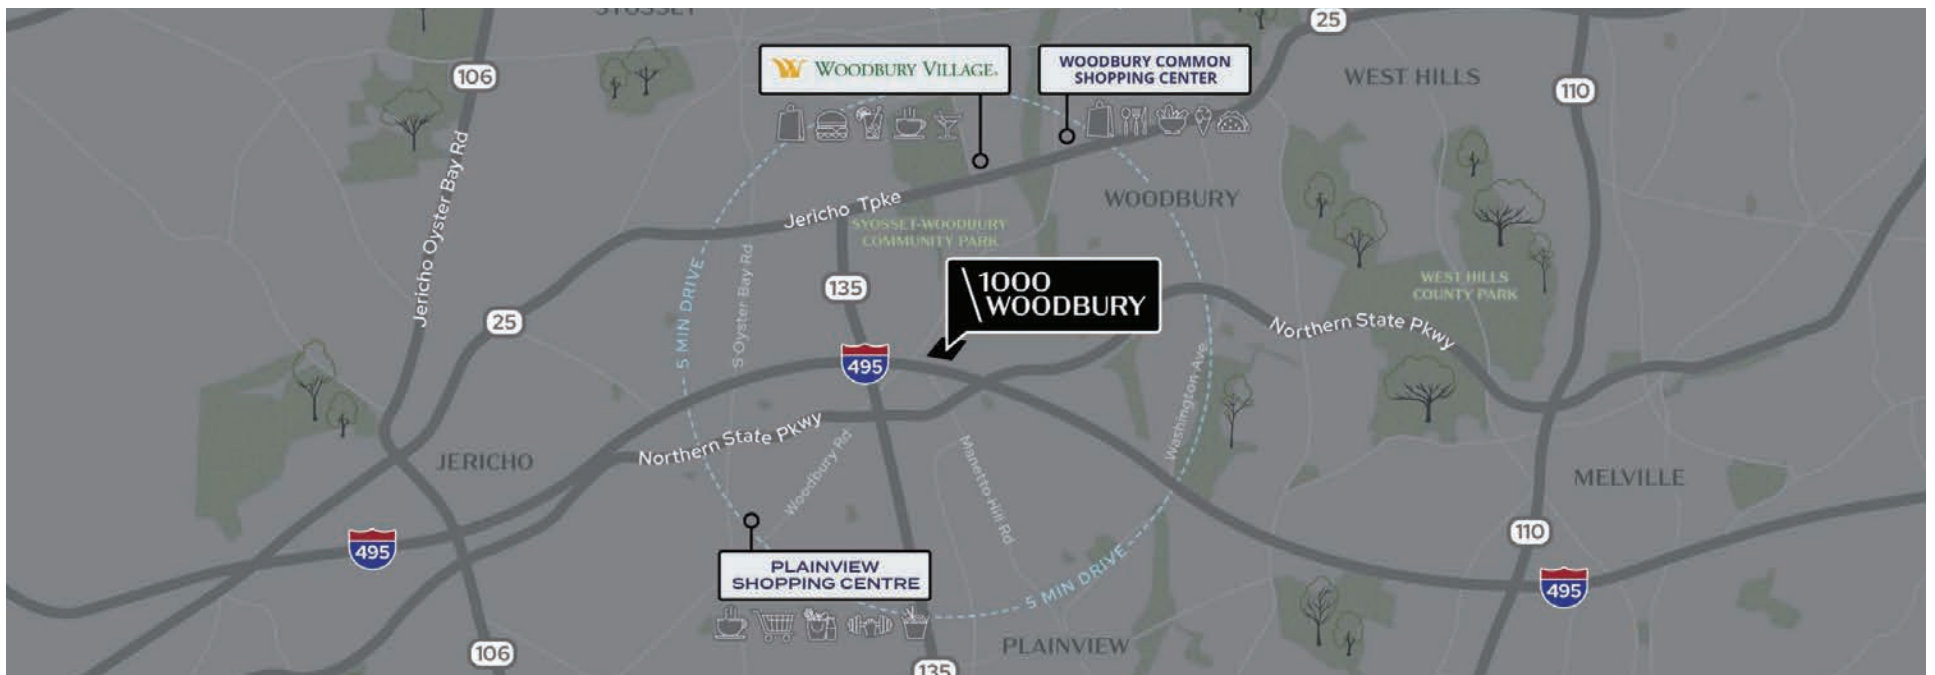 SYOSSET
25
106
WOODBURY VILLAGE
WOODBURY COMMON
SHOPPING CENTER
WEST HILLS
110
Jericho Oyster Bay Rd
WOODBURY
Jericho Tpke
SYOSSET-WOODBURY
COMMUNITY PARK
5 MIN DRIVE
S Oyster Bay Rd
135
1000
WOODBURY
WEST HILLS
COUNTY PARK
25
Northern State Pkwy
495
Washington Ave
Northern State Pkwy
JERICHO
Woodbury Rd
Manetto Hill Rd
MELVILLE
495
110
PLAINVIEW
SHOPPING CENTRE
5 MIN DRIVE
495
PLAINVIEW
106
135